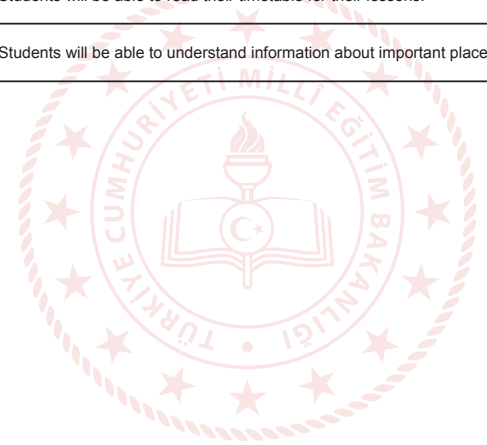 Students will be able to read their timetable for their lessons.
Students will be able to understand information about important place
TÜRKİYE CUMHURİYETİ MİLLÎ EĞİTİM BAKANLIĞI